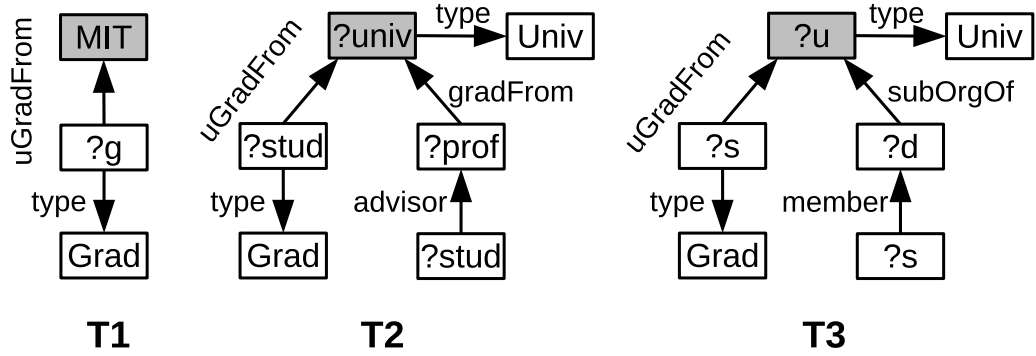 MIT
uGradFrom
?g
type
Grad
T1
?univ
type
Univ
uGradFrom
gradFrom
?stud
?prof
type
advisor
Grad
?stud
T2
?u
type
Univ
uGradFrom
subOrgOf
?s
?d
type
member
Grad
?s
T3